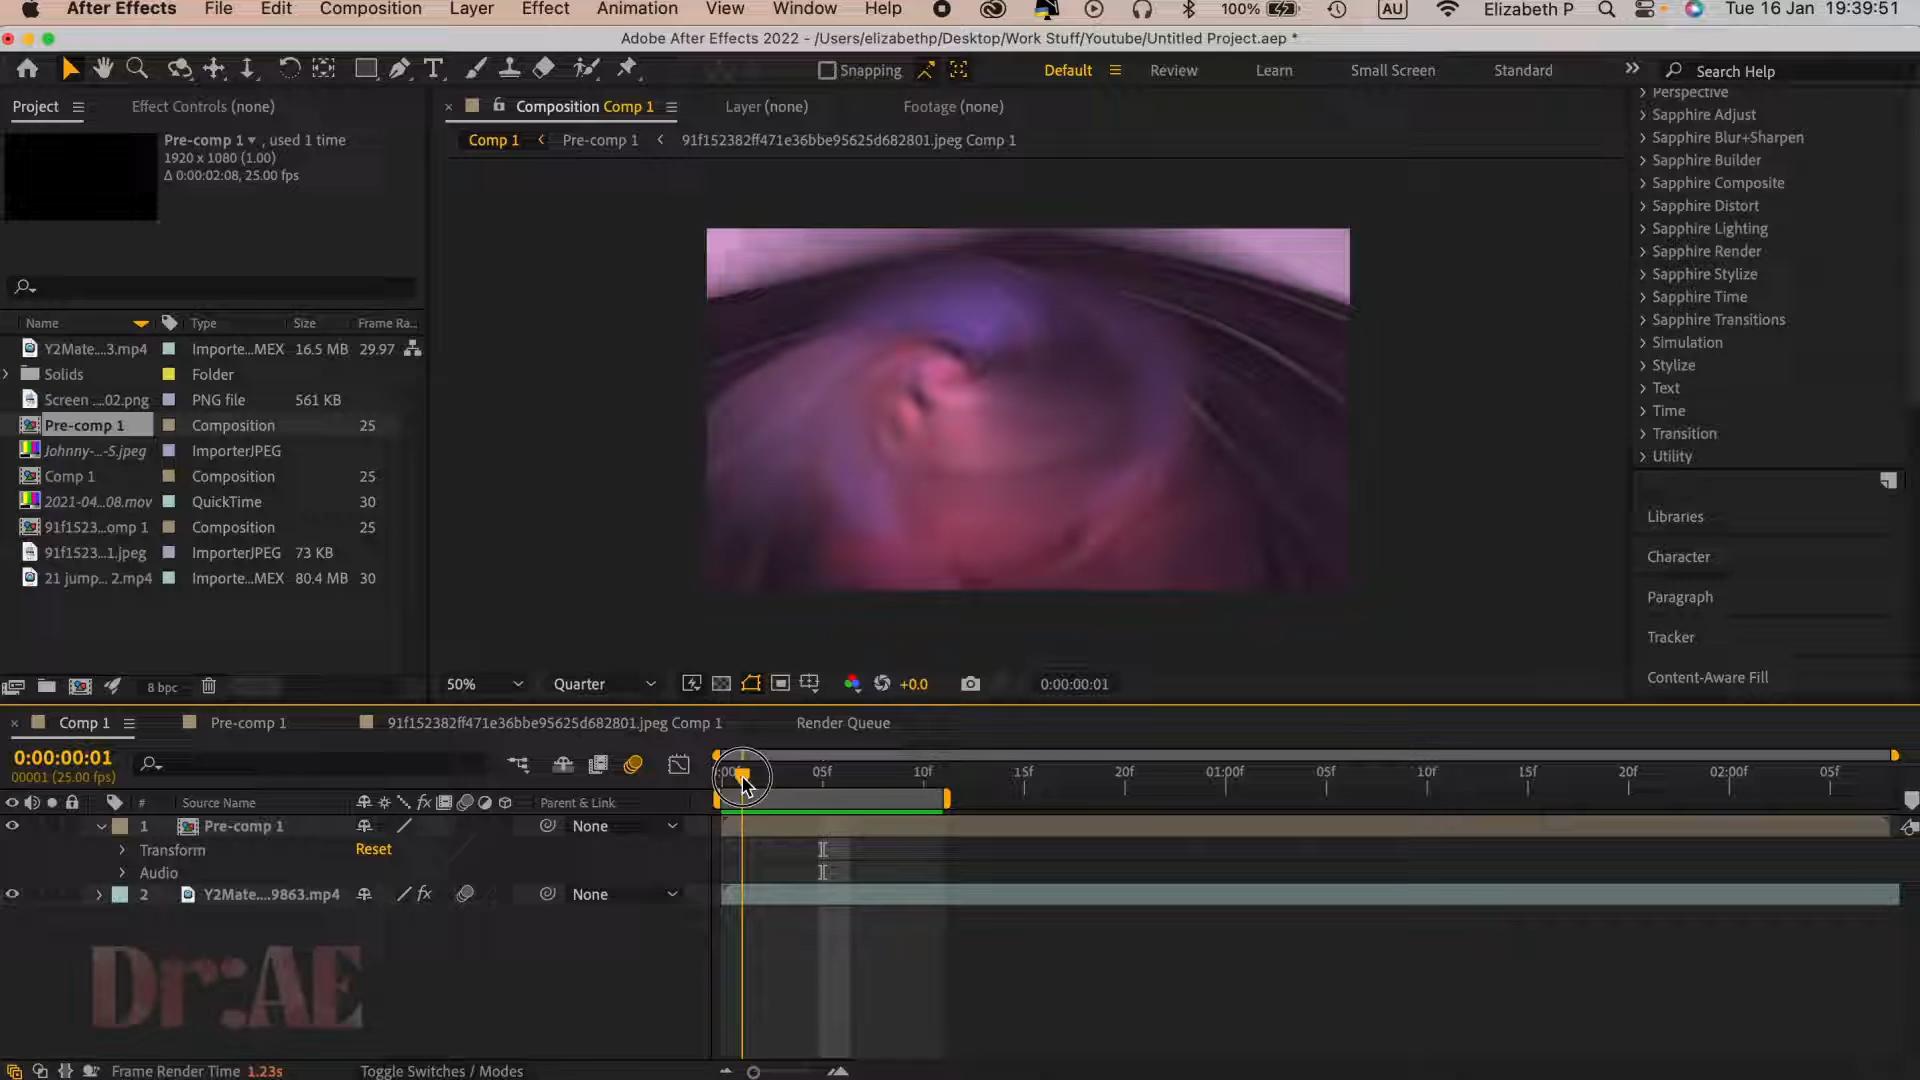 After Effects File Edit Composition Layer Effect Animation View Window Help 100% AU Elizabeth P Tue 16 Jan 19:39:51
Adobe After Effects 2022 - /Users/elizabethp/Desktop/Work Stuff/Youtube/Untitled Project.aep *
Snapping Default Review Learn Small Screen Standard Search Help
Project Effect Controls (none)
Composition Comp 1 Layer (none) Footage (none)
Comp 1 Pre-comp 1 91f152382ff471e36bbe95625d682801.jpeg Comp 1
Pre-comp 1 , used 1 time
1920 x 1080 (1.00)
Δ 0:00:02:08, 25.00 fps
Name Type Size Frame Ra...
Y2Mate....3.mp4 Importe...MEX 16.5 MB 29.97
Solids Folder
Screen ....02.png PNG file 561 KB
Pre-comp 1 Composition 25
Johnny-...-S.jpeg ImporterJPEG
Comp 1 Composition 25
2021-04...08.mov QuickTime 30
91f1523...omp 1 Composition 25
91f1523...1.jpeg ImporterJPEG 73 KB
21 jump... 2.mp4 Importe...MEX 80.4 MB 30
8 bpc
50% Quarter +0.0 0:00:00:01
Perspective
Sapphire Adjust
Sapphire Blur+Sharpen
Sapphire Builder
Sapphire Composite
Sapphire Distort
Sapphire Lighting
Sapphire Render
Sapphire Stylize
Sapphire Time
Sapphire Transitions
Simulation
Stylize
Text
Time
Transition
Utility
Libraries
Character
Paragraph
Tracker
Content-Aware Fill
Comp 1 Pre-comp 1 91f152382ff471e36bbe95625d682801.jpeg Comp 1 Render Queue
0:00:00:01
00001 (25.00 fps)
05f 10f 15f 20f 01:00f 05f 10f 15f 20f 02:00f 05f
# Source Name Parent & Link
1 Pre-comp 1 None
Transform Reset
Audio
2 Y2Mate....9863.mp4 None
Dr:AE
Frame Render Time 1.23s Toggle Switches / Modes